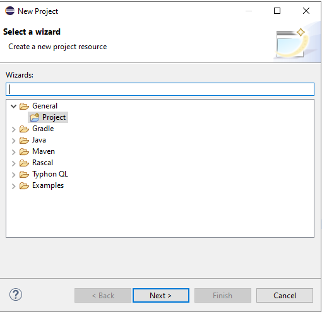 New Project
Select a wizard
Create a new project resource
Wizards:
General
Project
Gradle
Java
Maven
Rascal
Typhon QL
Examples
? < Back Next > Finish Cancel